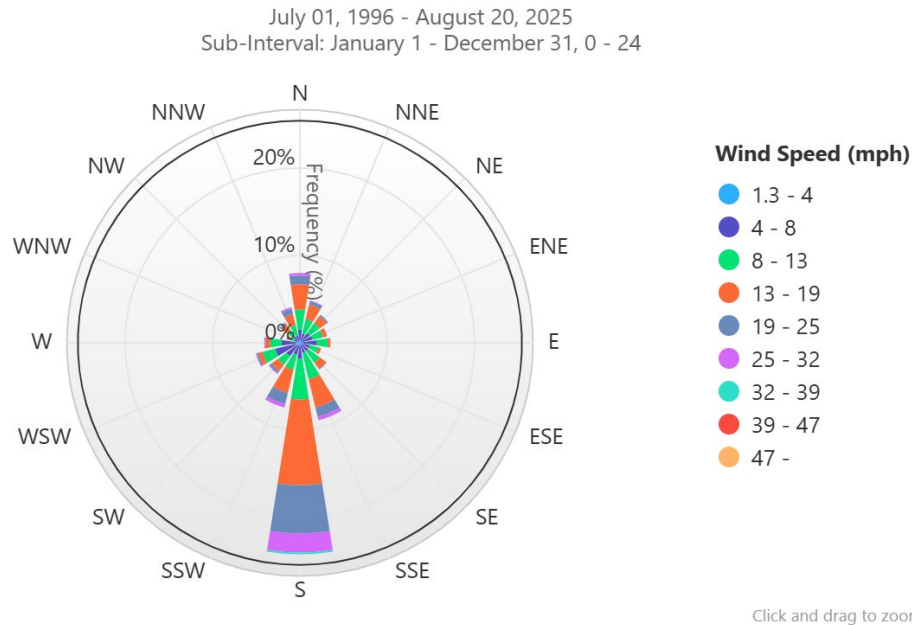 July 01, 1996 - August 20, 2025
Sub-Interval: January 1 - December 31, 0 - 24
N
NNW
NNE
NW
NE
WNW
ENE
W
E
WSW
ESE
SW
SE
SSW
SSE
S
20%
10%
0%
Frequency (%)
Wind Speed (mph)
1.3 - 4
4 - 8
8 - 13
13 - 19
19 - 25
25 - 32
32 - 39
39 - 47
47 -
Click and drag to zoom